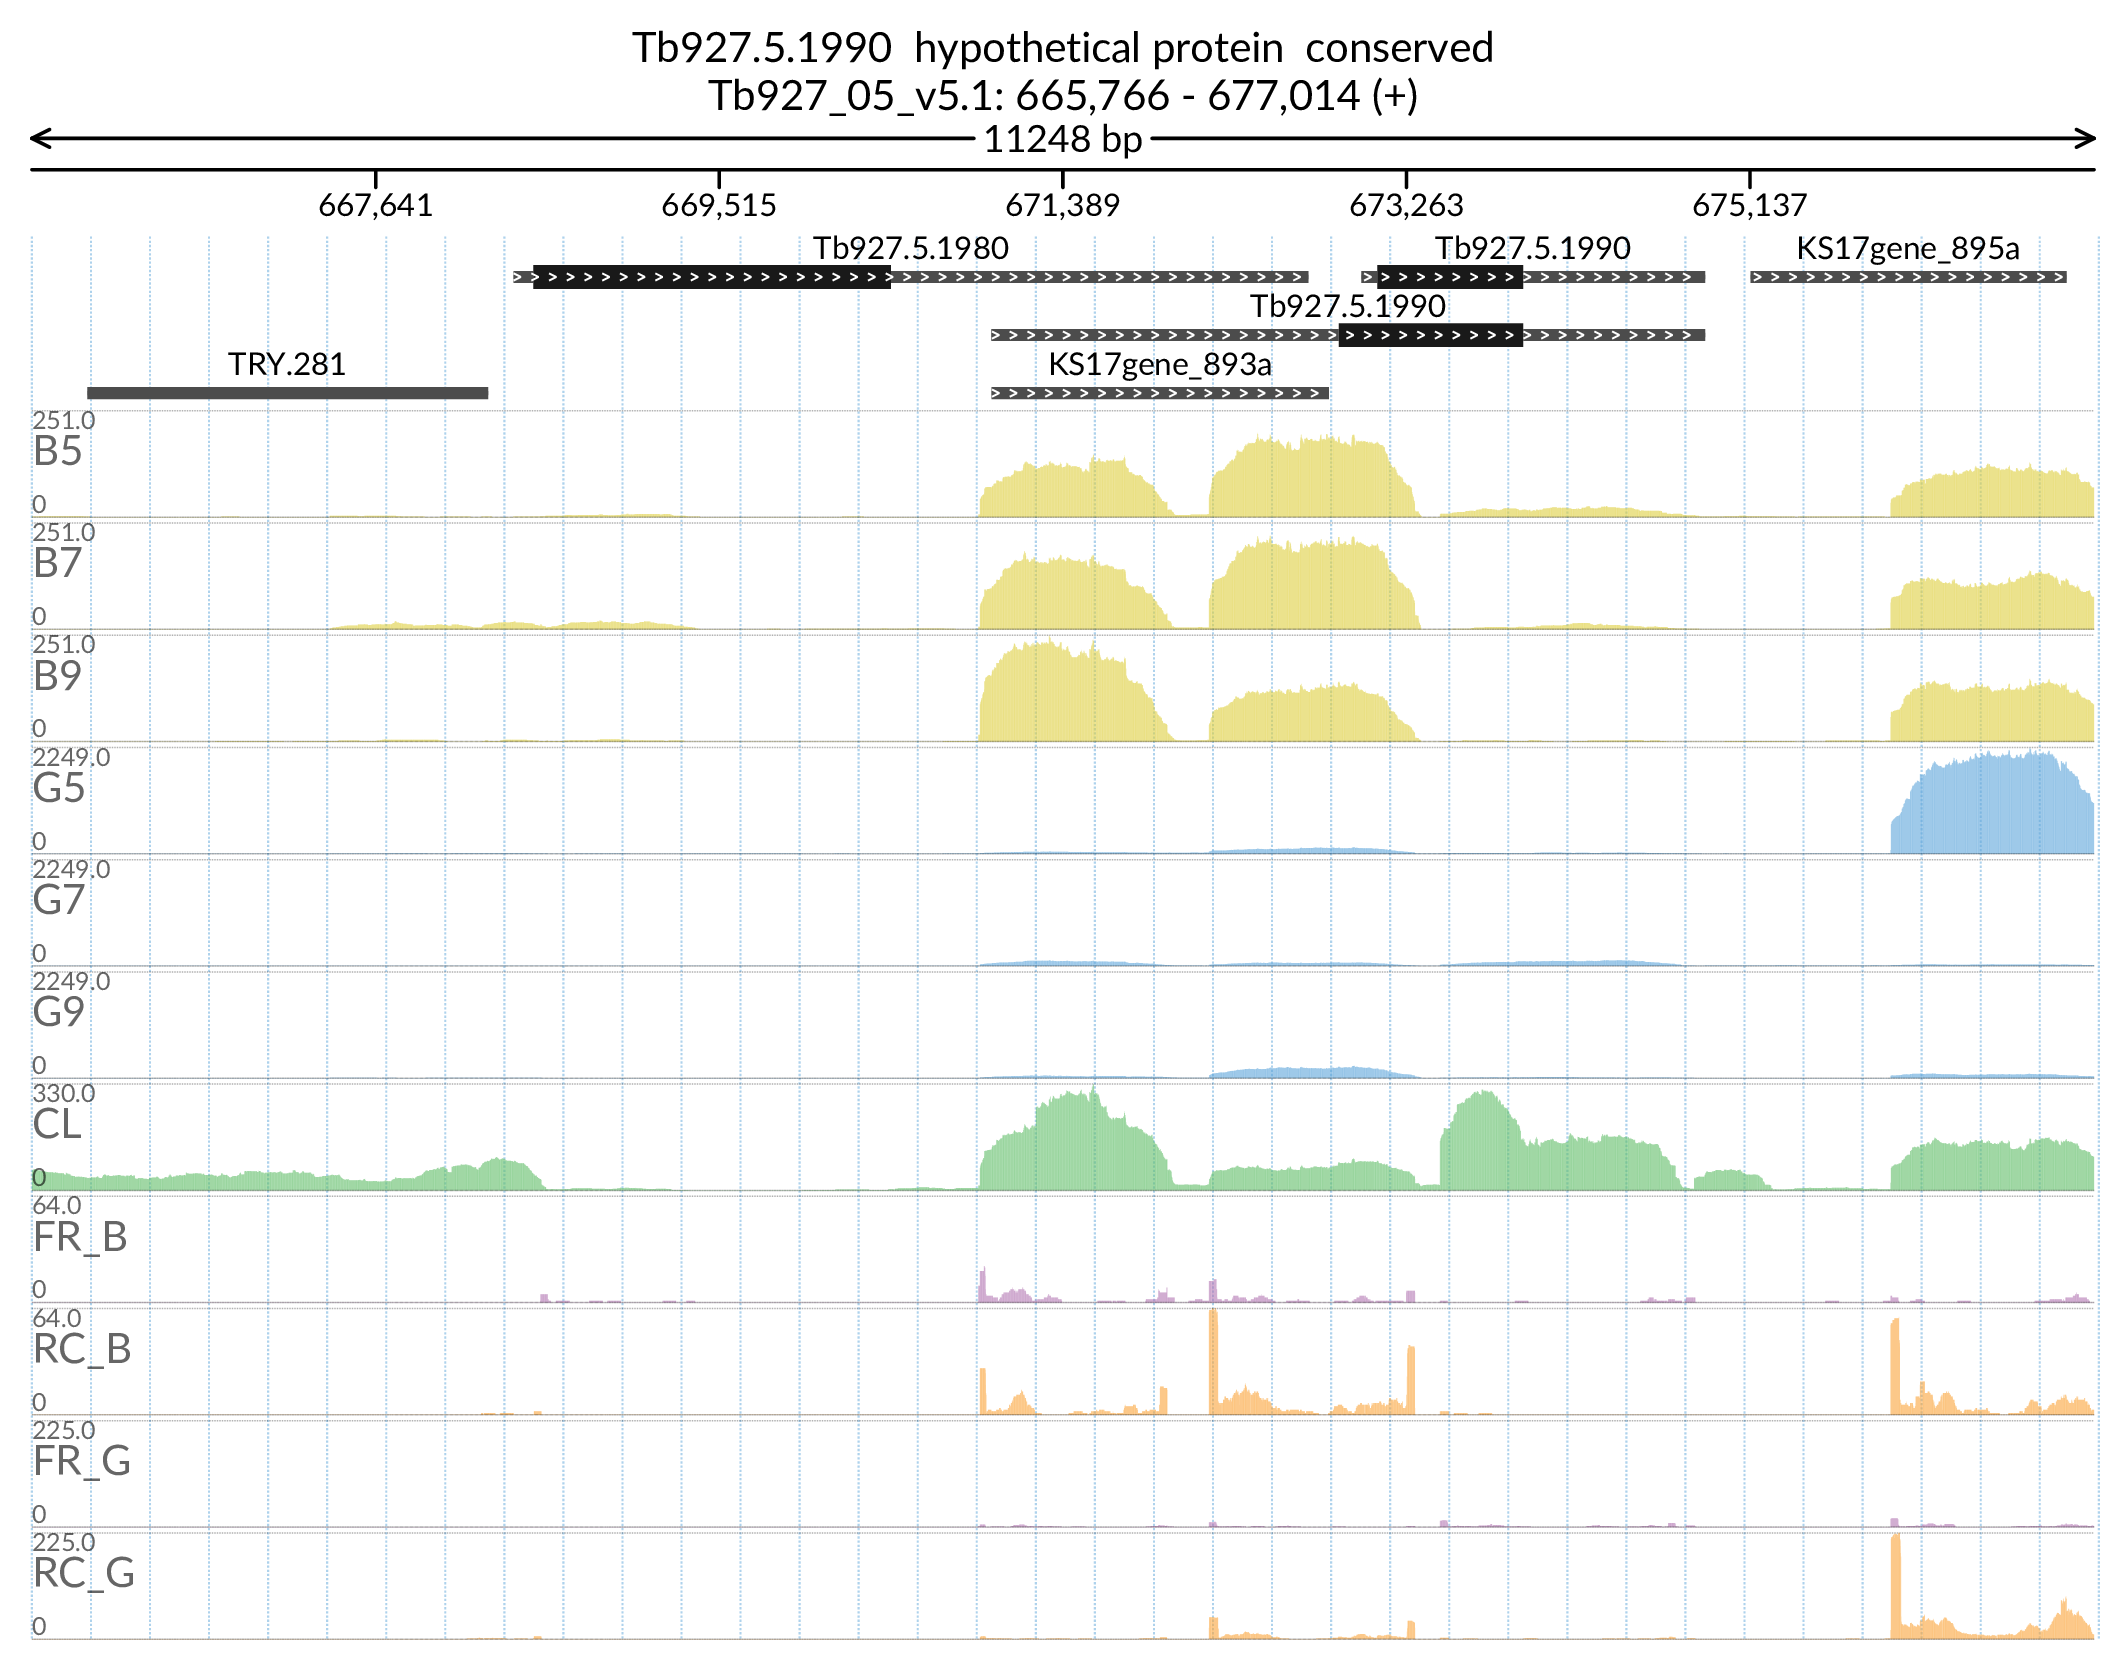 Tb927.5.1990  hypothetical protein  conserved
Tb927_05_v5.1: 665,766 - 677,014 (+)
11248 bp
667,641 669,515 671,389 673,263 675,137
Tb927.5.1980 Tb927.5.1990 KS17gene_895a
Tb927.5.1990
TRY.281 KS17gene_893a
251.0
B5
0
251.0
B7
0
251.0
B9
0
2249.0
G5
0
2249.0
G7
0
2249.0
G9
0
330.0
CL
0
64.0
FR_B
0
64.0
RC_B
0
225.0
FR_G
0
225.0
RC_G
0